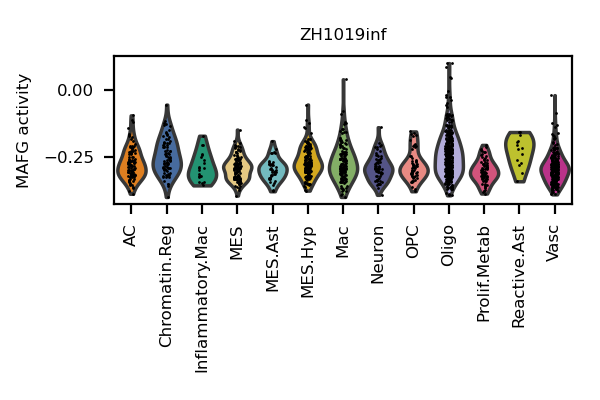 ZH1019inf
MAFG activity
0.00
−0.25
AC
Chromatin.Reg
Inflammatory.Mac
MES
MES.Ast
MES.Hyp
Mac
Neuron
OPC
Oligo
Prolif.Metab
Reactive.Ast
Vasc